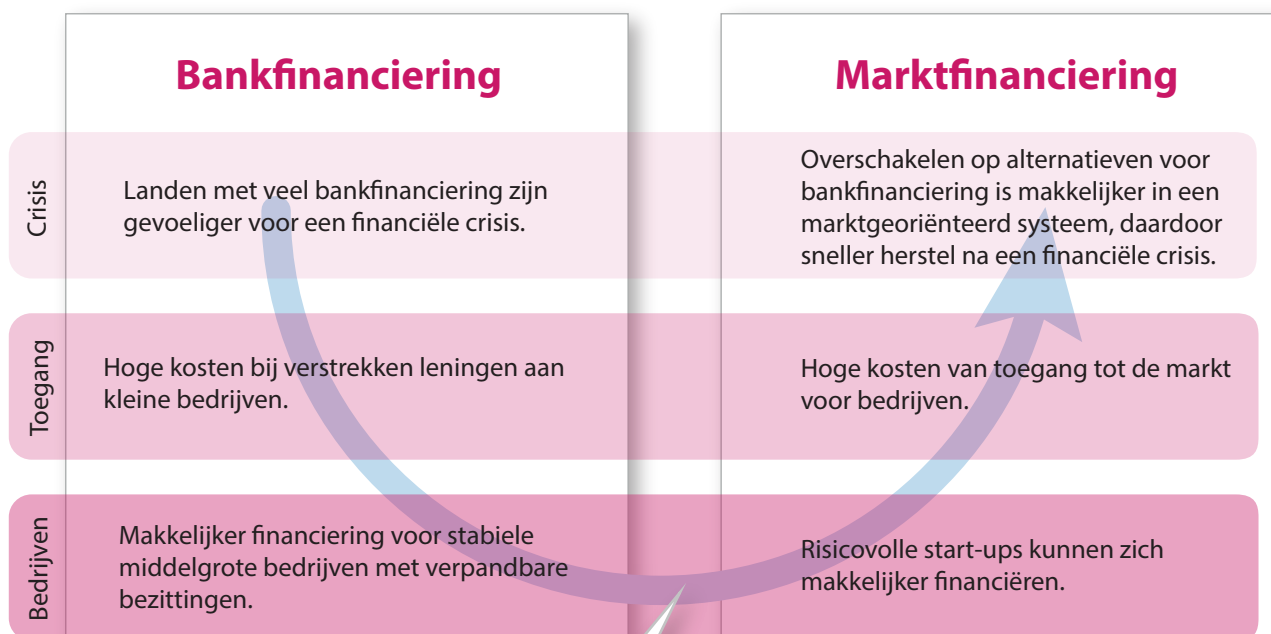 Bankfinanciering
Marktfinanciering
Crisis
Landen met veel bankfinanciering zijn
gevoeliger voor een financiële crisis.
Overschakelen op alternatieven voor
bankfinanciering is makkelijker in een
marktgeoriënteerd systeem, daardoor
sneller herstel na een financiële crisis.
Toegang
Hoge kosten bij verstrekken leningen aan
kleine bedrijven.
Hoge kosten van toegang tot de markt
voor bedrijven.
Bedrijven
Makkelijker financiering voor stabiele
middelgrote bedrijven met verpandbare
bezittingen.
Risicovolle start-ups kunnen zich
makkelijker financiëren.